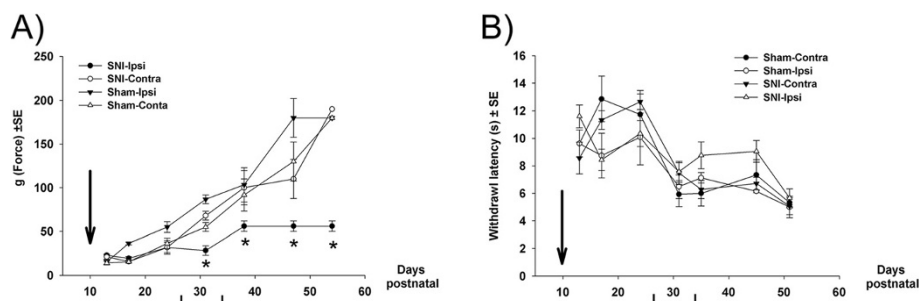 A)
250
200
150
100
50
0
g (Force) ±SE
SNI-Ipsi
SNI-Contra
Sham-Ipsi
Sham-Conta
*
*
*
*
10 20 30 40 50 60
Days
postnatal
B)
16
14
12
10
8
6
4
2
0
Withdrawl latency (s) ± SE
Sham-Contra
Sham-Ipsi
SNI-Contra
SNI-Ipsi
10 20 30 40 50 60
Days
postnatal